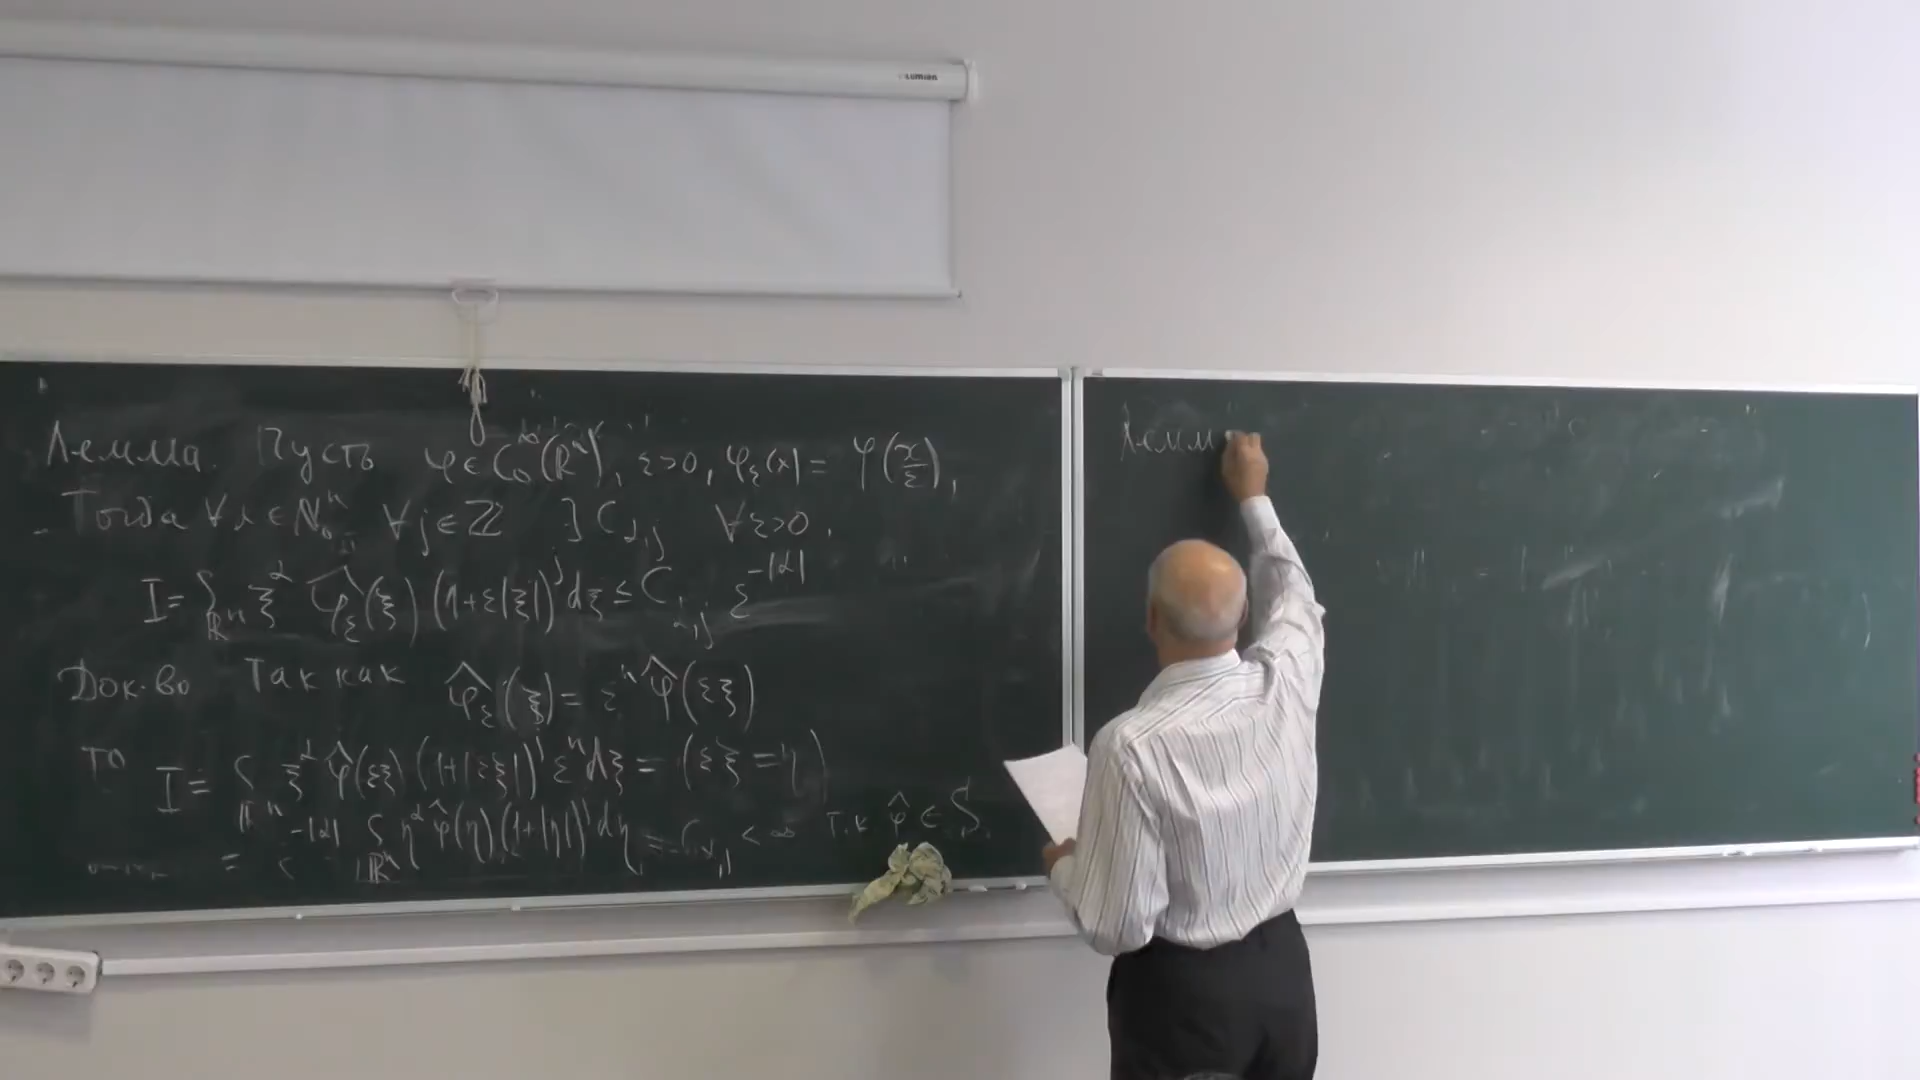 Lumien
Лемма. Пусть φ∈C₀^∞(ℝⁿ), ε>0, φ_ε(x)= φ(x/ε),
Тогда ∀α∈ℕ₀ⁿ ∀j∈ℤ ∃C_{α,j} ∀ε>0
I=∫_{ℝⁿ} ξ^α φ̂_ε(ξ) (1+ε|ξ|)^j dξ ≤ C_{α,j} ε^{-|α|}
Док-во Так как φ̂_ε(ξ)= εⁿ φ̂(εξ)
то I= ∫_{ℝⁿ} ξ^α φ̂(εξ) (1+|εξ|)^j εⁿ dξ = (εξ=η)
= ε^{-|α|} ∫_{ℝⁿ} η^α φ̂(η)(1+|η|)^j dη = C_{α,j} < ∞ т.к φ̂∈S.
Лемм